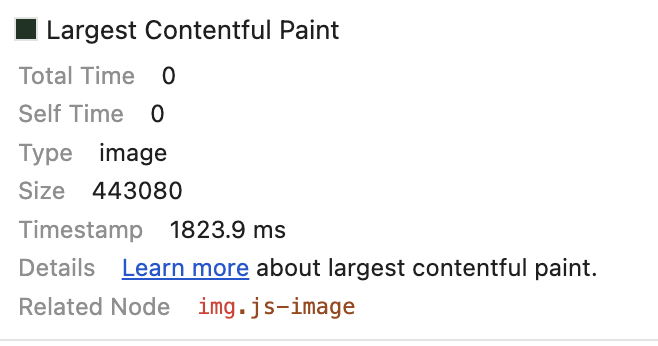 Largest Contentful Paint
Total Time 0
Self Time 0
Type image
Size 443080
Timestamp 1823.9 ms
Details Learn more about largest contentful paint.
Related Node img.js-image